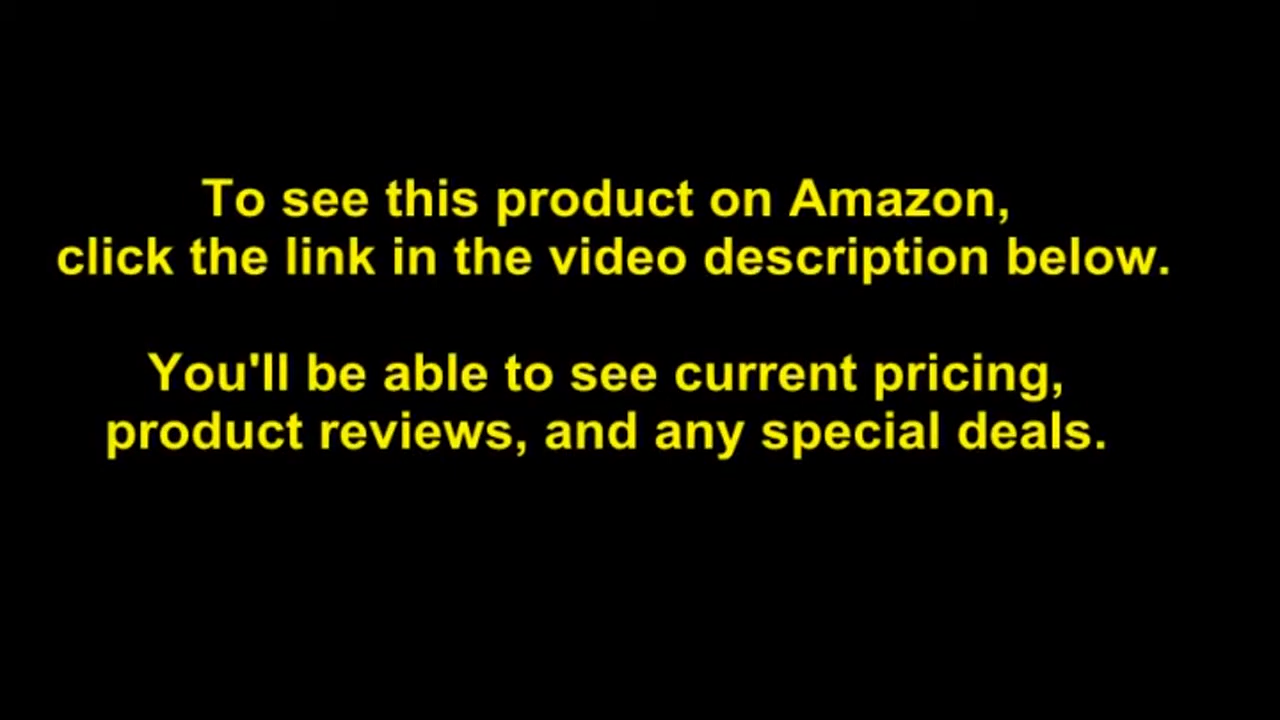 To see this product on Amazon,
click the link in the video description below.
You'll be able to see current pricing,
product reviews, and any special deals.